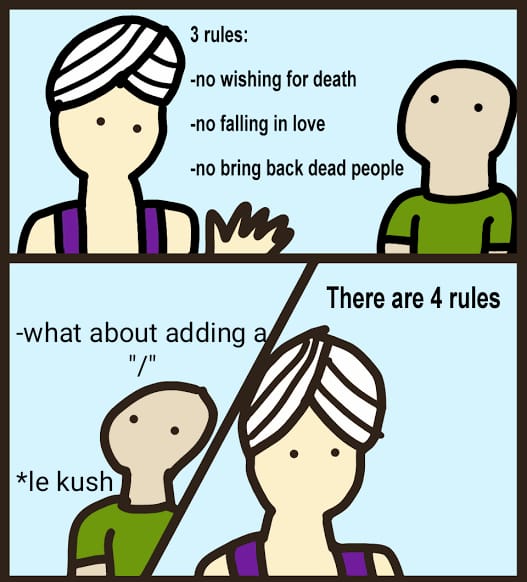 3 rules:
-no wishing for death
-no falling in love
-no bring back dead people
There are 4 rules
-what about adding a
"/"
*le kush